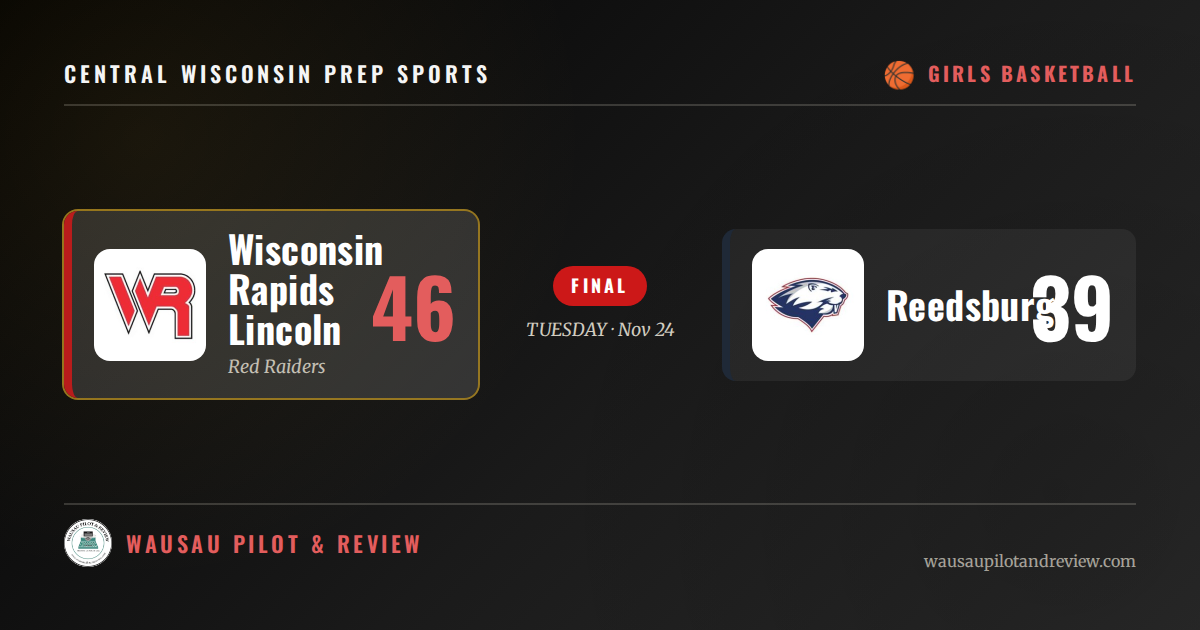 CENTRAL WISCONSIN PREP SPORTS
GIRLS BASKETBALL
WR
Wisconsin
Rapids
Lincoln
Red Raiders
46
FINAL
TUESDAY · Nov 24
Reedsburg
39
WAUSAU PILOT & REVIEW
wausaupilotandreview.com